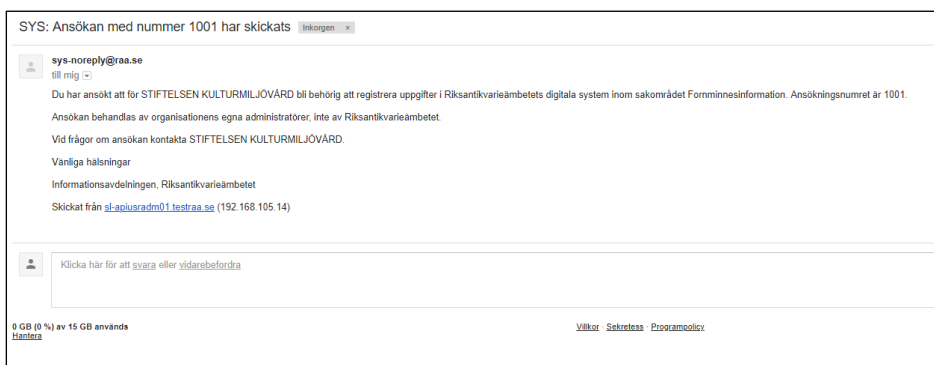 SYS: Ansökan med nummer 1001 har skickats Inkorgen x
sys-noreply@raa.se
till mig
Du har ansökt att för STIFTELSEN KULTURMILJÖVÅRD bli behörig att registrera uppgifter i Riksantikvarieämbetets digitala system inom sakområdet Fornminnesinformation. Ansökningsnumret är 1001.
Ansökan behandlas av organisationens egna administratörer, inte av Riksantikvarieämbetet.
Vid frågor om ansökan kontakta STIFTELSEN KULTURMILJÖVÅRD.
Vänliga hälsningar
Informationsavdelningen, Riksantikvarieämbetet
Skickat från sl-apiusradm01.testraa.se (192.168.105.14)
Klicka här för att svara eller vidarebefordra
0 GB (0 %) av 15 GB används
Hantera
Villkor - Sekretess - Programpolicy